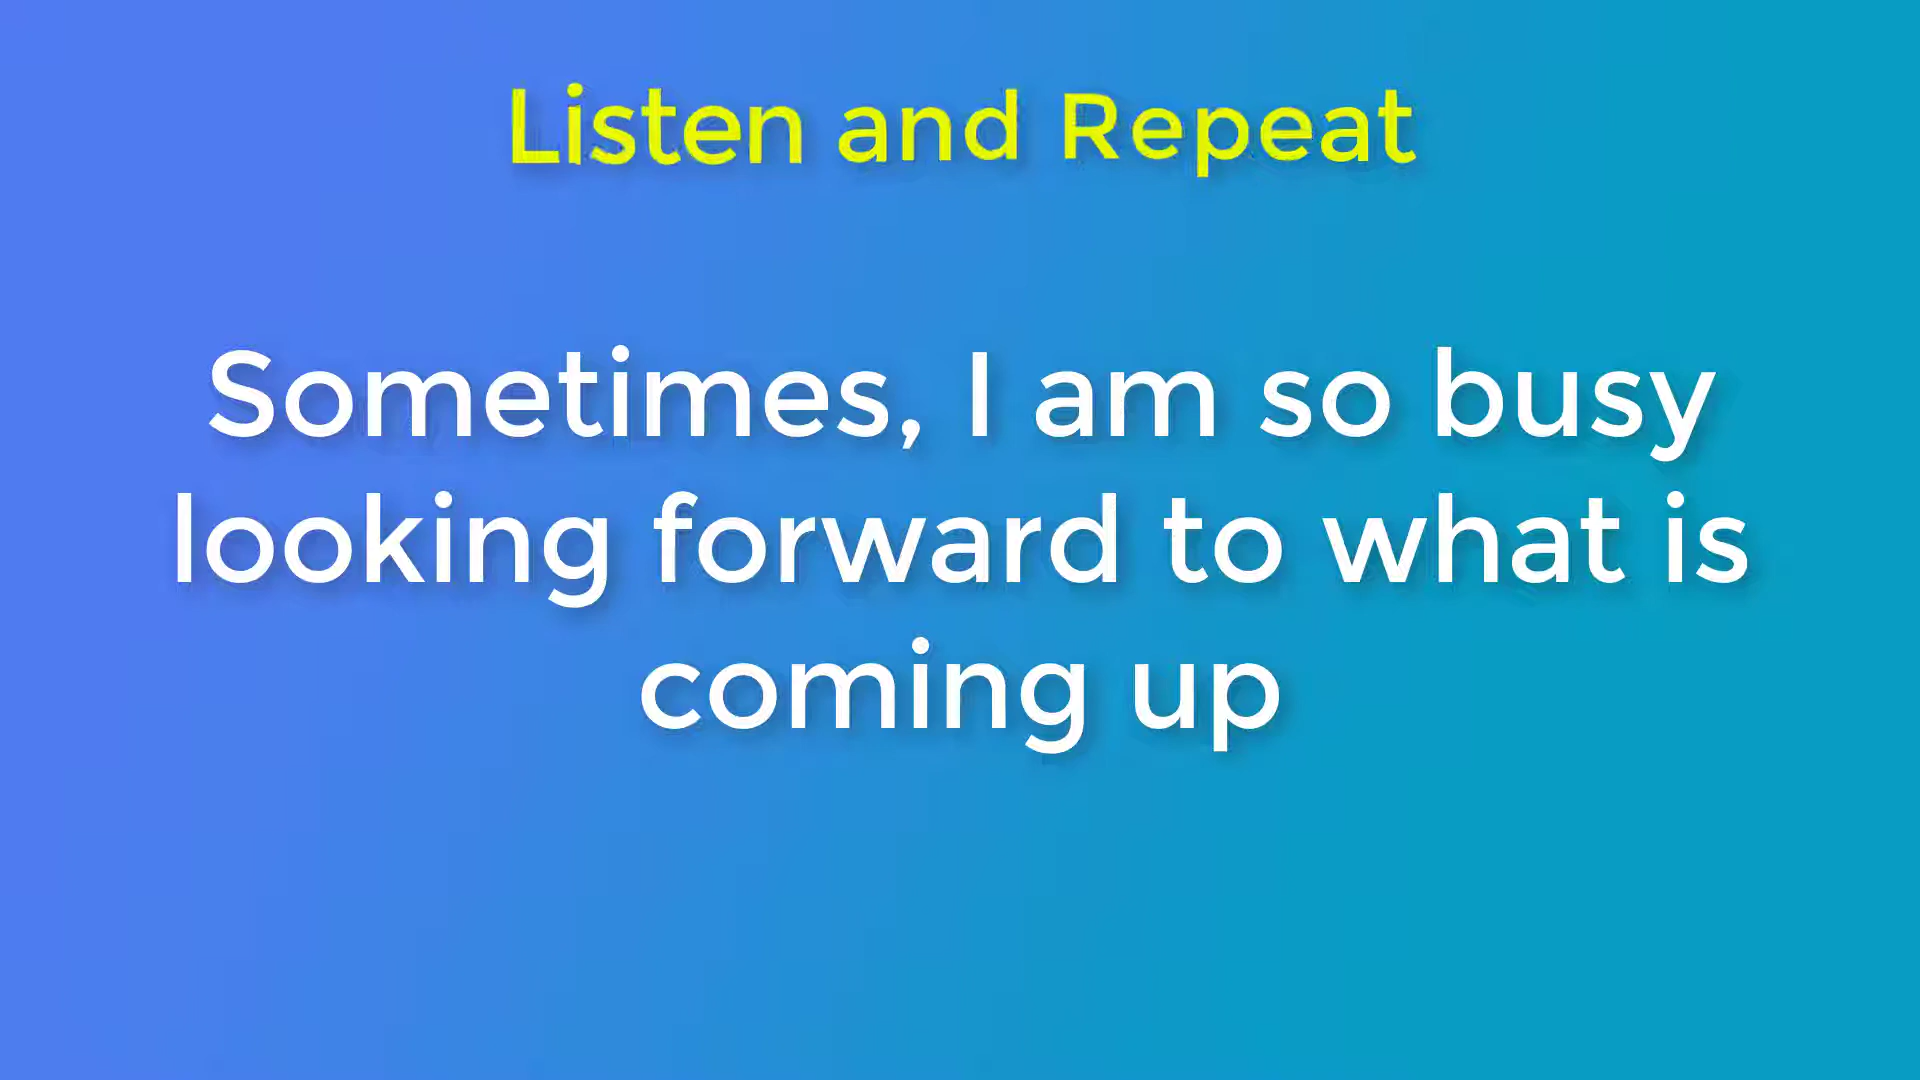 Listen and Repeat
Sometimes, I am so busy
looking forward to what is
coming up